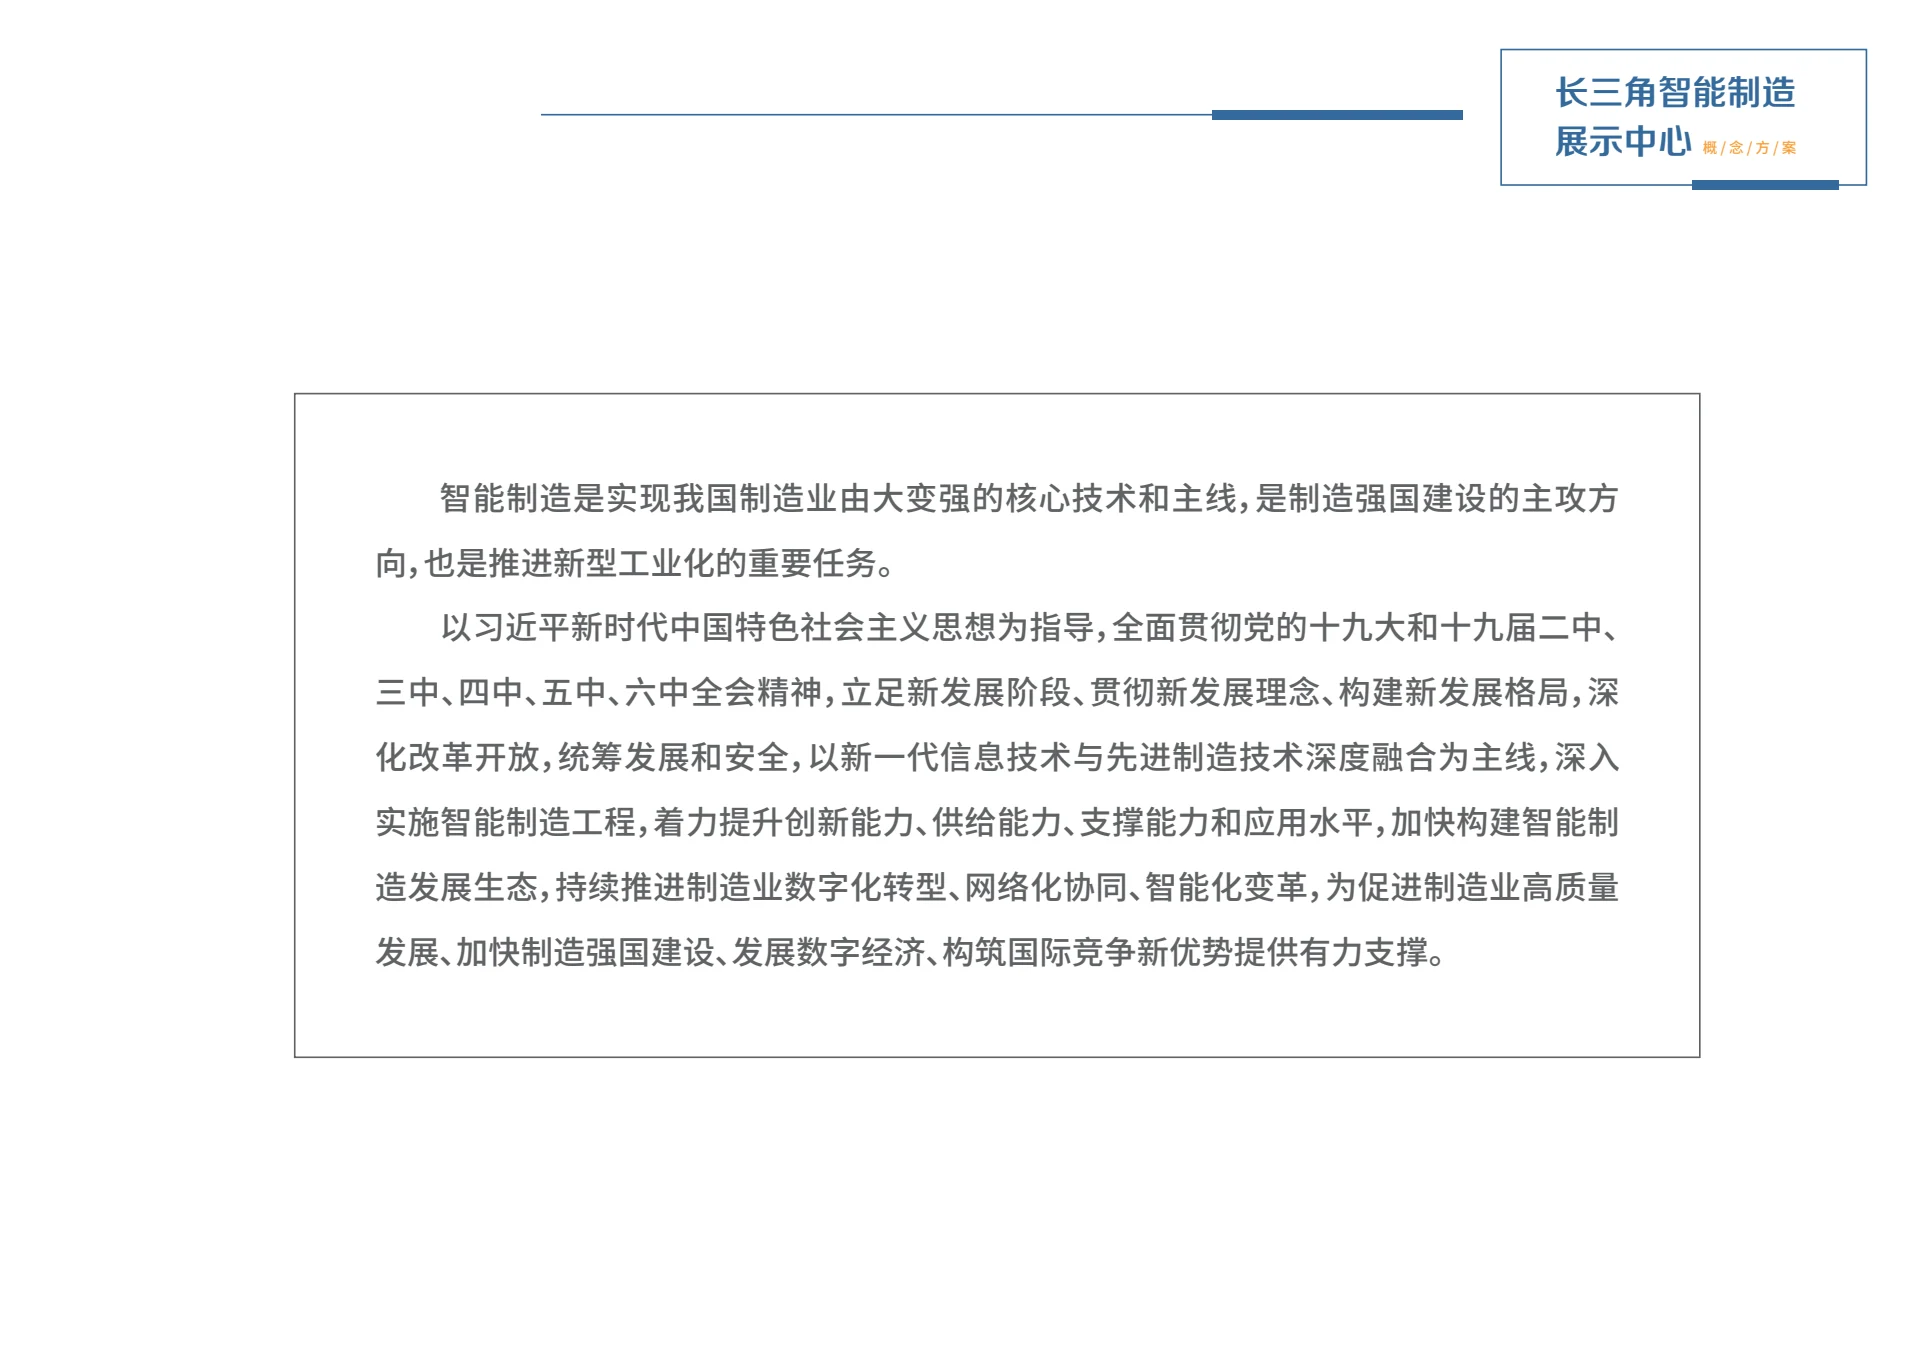 长三角智能制造
展示中心 概/念/方/案
智能制造是实现我国制造业由大变强的核心技术和主线，是制造强国建设的主攻方
向，也是推进新型工业化的重要任务。
以习近平新时代中国特色社会主义思想为指导，全面贯彻党的十九大和十九届二中、
三中、四中、五中、六中全会精神，立足新发展阶段、贯彻新发展理念、构建新发展格局，深
化改革开放，统筹发展和安全，以新一代信息技术与先进制造技术深度融合为主线，深入
实施智能制造工程，着力提升创新能力、供给能力、支撑能力和应用水平，加快构建智能制
造发展生态，持续推进制造业数字化转型、网络化协同、智能化变革，为促进制造业高质量
发展、加快制造强国建设、发展数字经济、构筑国际竞争新优势提供有力支撑。